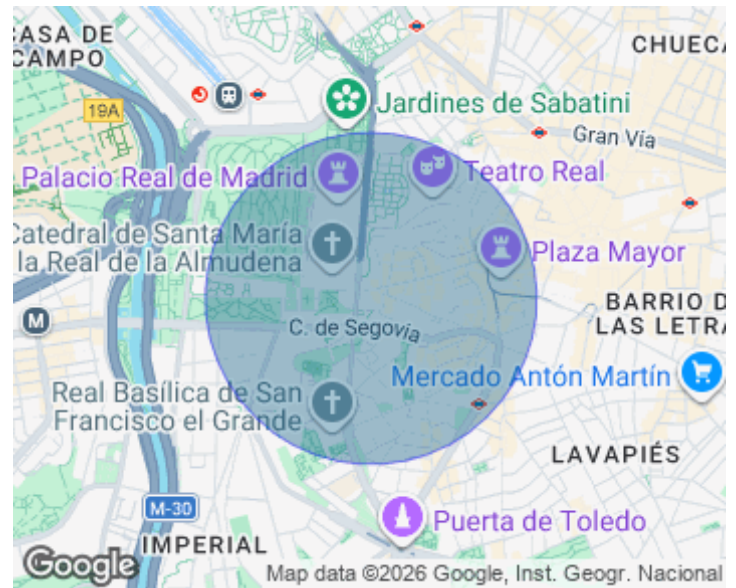 CASA DE
CAMPO
CHUECA
19A
Jardines de Sabatini
Gran Vía
Palacio Real de Madrid
Teatro Real
Catedral de Santa María
la Real de la Almudena
Plaza Mayor
M
BARRIO D
LAS LETRA
C. de Segovia
Mercado Antón Martín
Real Basílica de San
Francisco el Grande
LAVAPIÉS
M-30
Puerta de Toledo
IMPERIAL
Google
Map data ©2026 Google, Inst. Geogr. Nacional